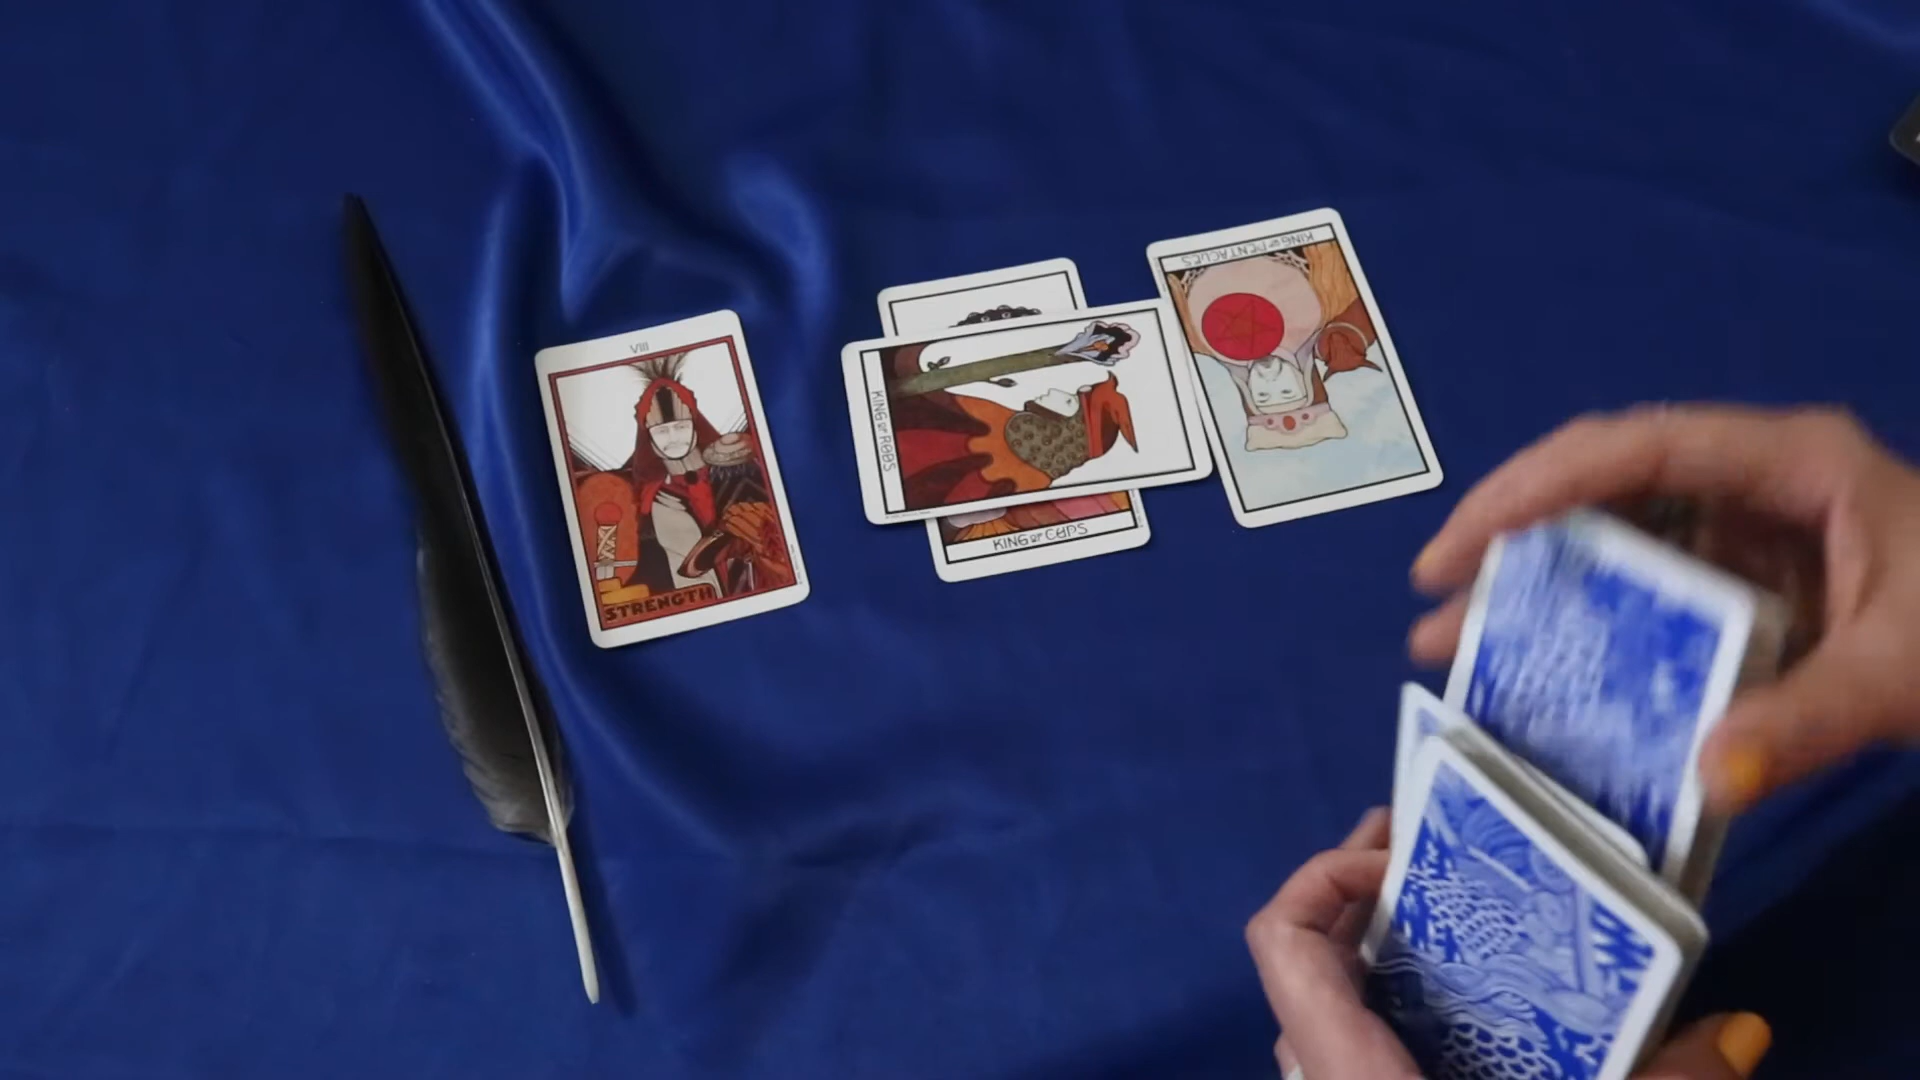 VIII
STRENGTH
KING OF RODS
KING OF CUPS
KING OF PENTACLES